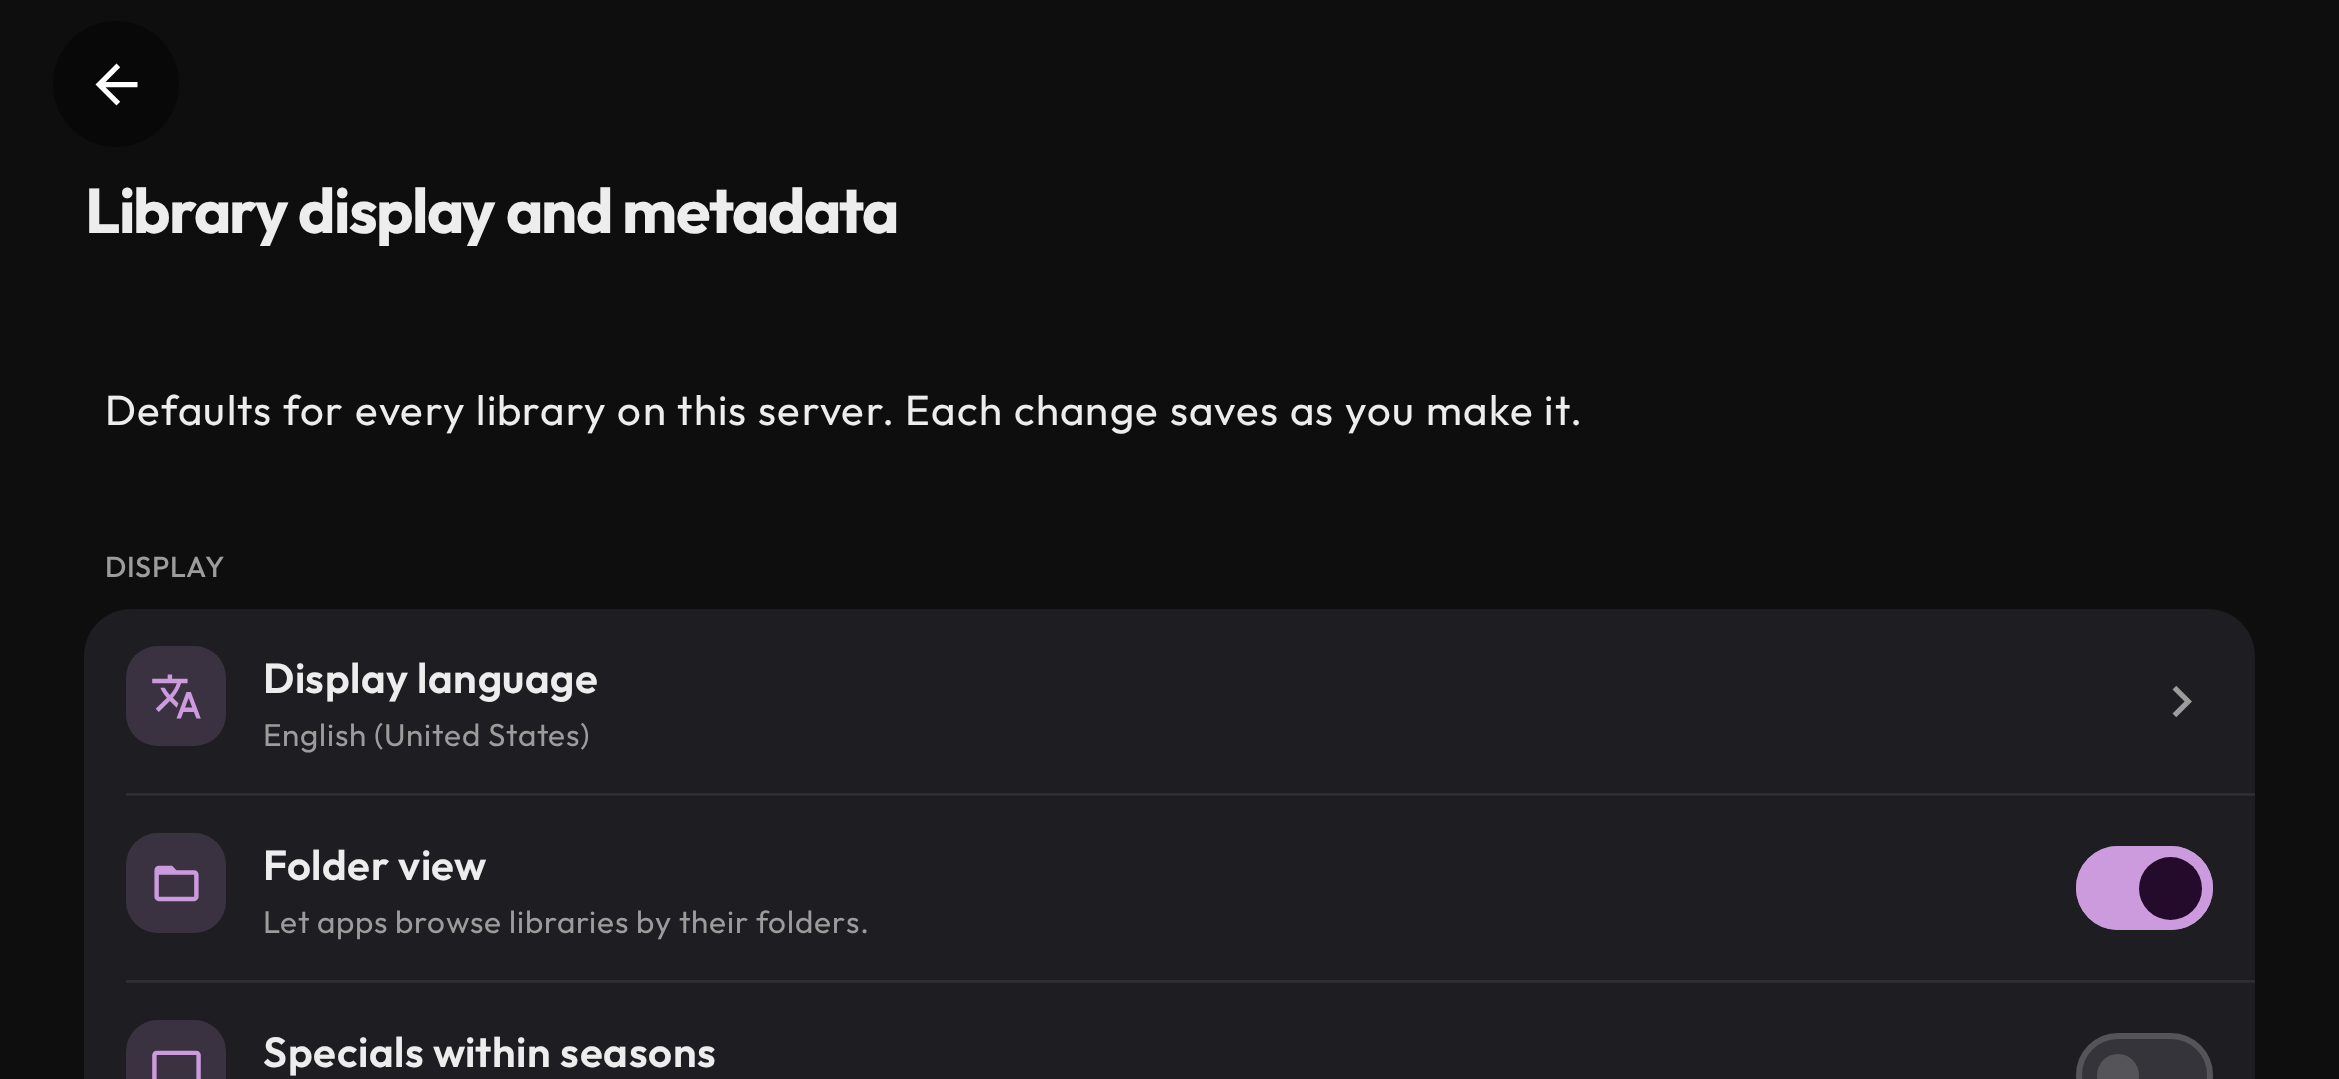 Library display and metadata
Defaults for every library on this server. Each change saves as you make it.
DISPLAY
Display language
English (United States)
Folder view
Let apps browse libraries by their folders.
Specials within seasons